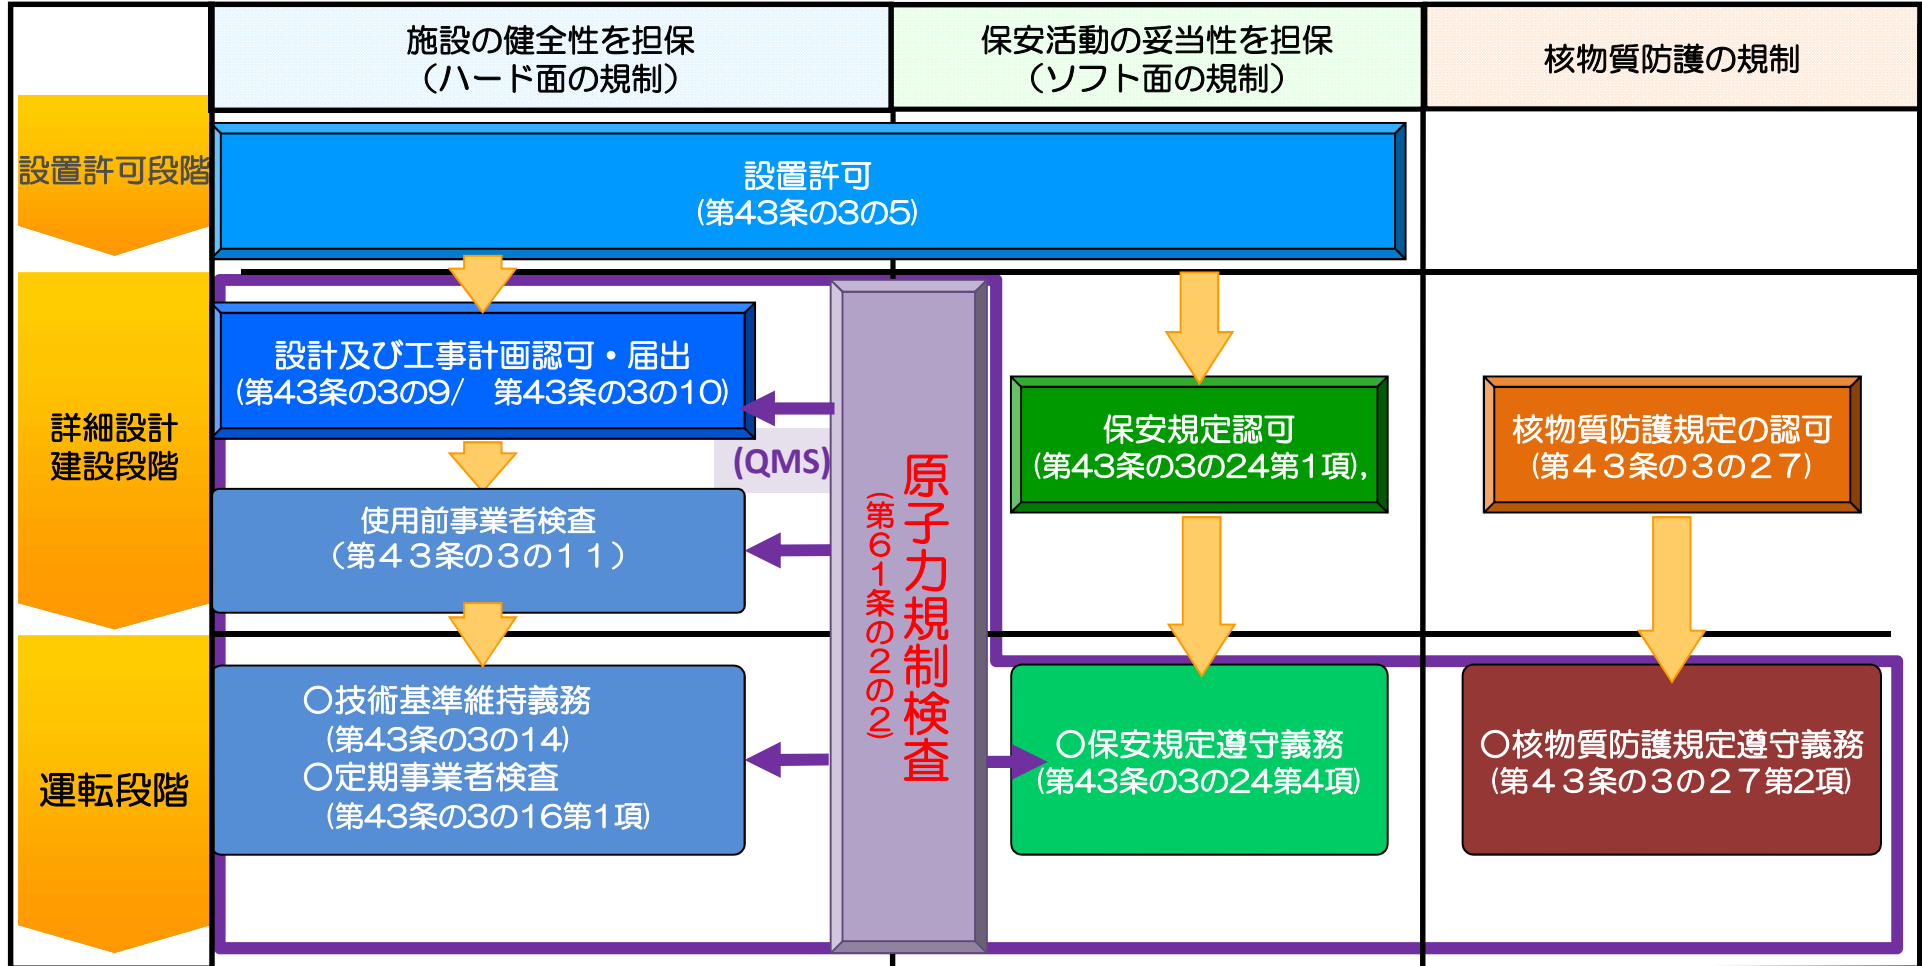 施設の健全性を担保
（ハード面の規制）
保安活動の妥当性を担保
（ソフト面の規制）
核物質防護の規制
設置許可段階
設置許可
(第43条の3の5)
詳細設計
建設段階
設計及び工事計画認可・届出
(第43条の3の9/　第43条の3の10)
(QMS)
使用前事業者検査
（第４３条の３の１１）
原子力規制検査
(第６１条の２の２)
保安規定認可
(第43条の3の24第1項),
核物質防護規定の認可
(第４３条の３の２７)
運転段階
○技術基準維持義務
(第43条の3の14)
○定期事業者検査
(第43条の3の16第1項)
○保安規定遵守義務
(第43条の3の24第4項)
○核物質防護規定遵守義務
(第４３条の３の２７第2項)